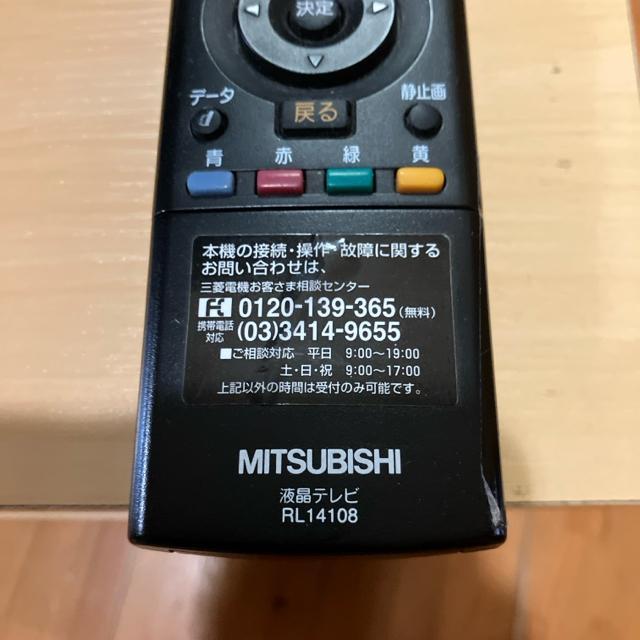 決定
データ
静止画
d
戻る
青 赤 緑 黄
本機の接続・操作・故障に関する
お問い合わせは、
三菱電機お客さま相談センター
0120-139-365(無料)
携帯電話対応 (03)3414-9655
■ご相談対応 平日 9:00〜19:00
土・日・祝 9:00〜17:00
上記以外の時間は受付のみ可能です。
MITSUBISHI
液晶テレビ
RL14108